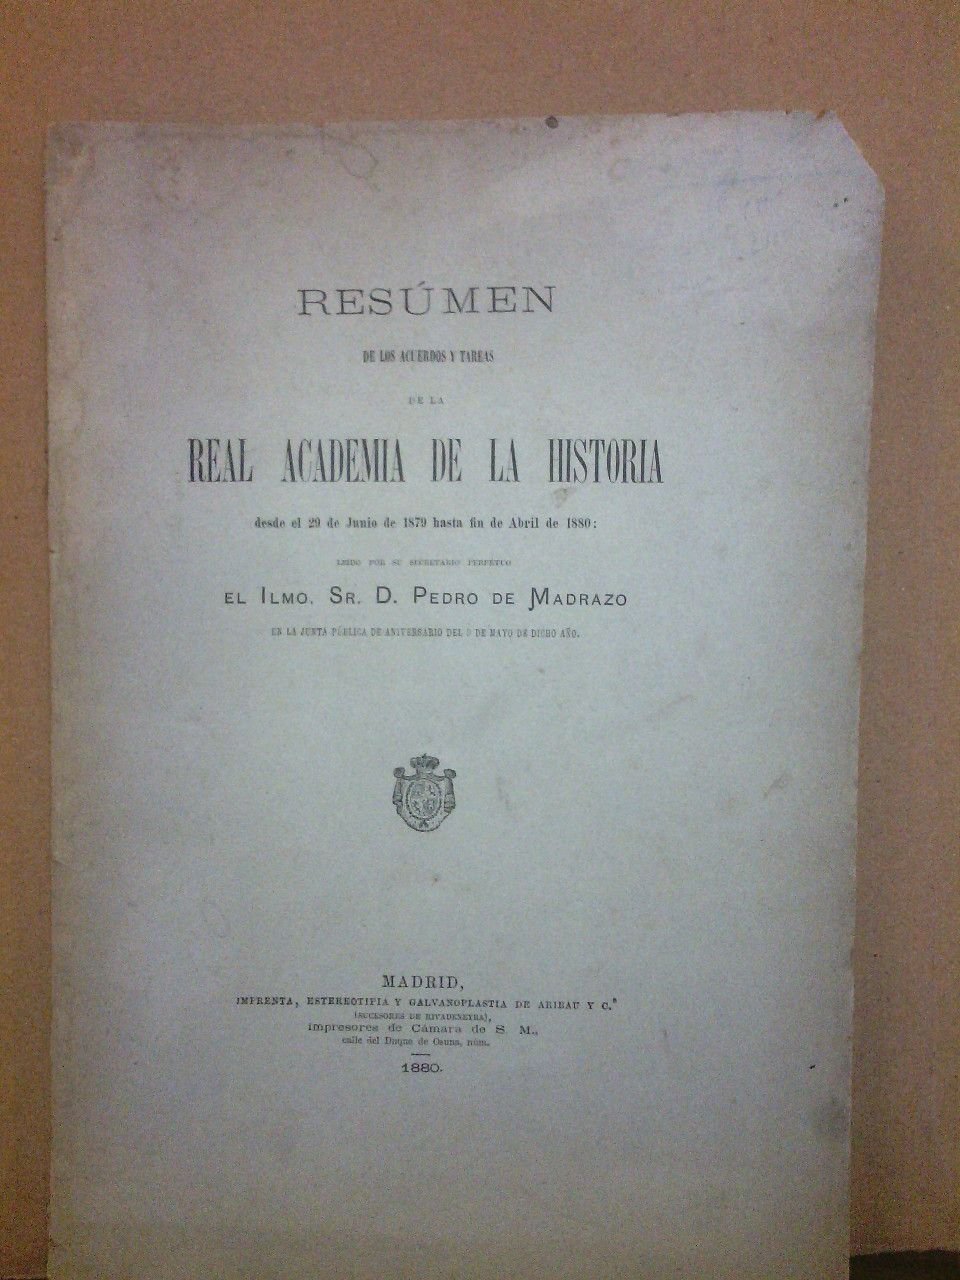 RESÚMEN
DE LOS ACUERDOS Y TAREAS
DE LA
REAL ACADEMIA DE LA HISTORIA
desde el 29 de Junio de 1879 hasta fin de Abril de 1880:
LEIDO POR SU SECRETARIO PERPÉTUO
EL ILMO. SR. D. PEDRO DE MADRAZO
EN LA JUNTA PÚBLICA DE ANIVERSARIO DEL 9 DE MAYO DE DICHO AÑO.
MADRID,
IMPRENTA, ESTEREOTIPIA Y GALVANOPLASTIA DE ARIBAU Y C.ª
(SUCESORES DE RIVADENEYRA),
impresores de Cámara de S. M.,
calle del Duque de Osuna, núm.
1880.